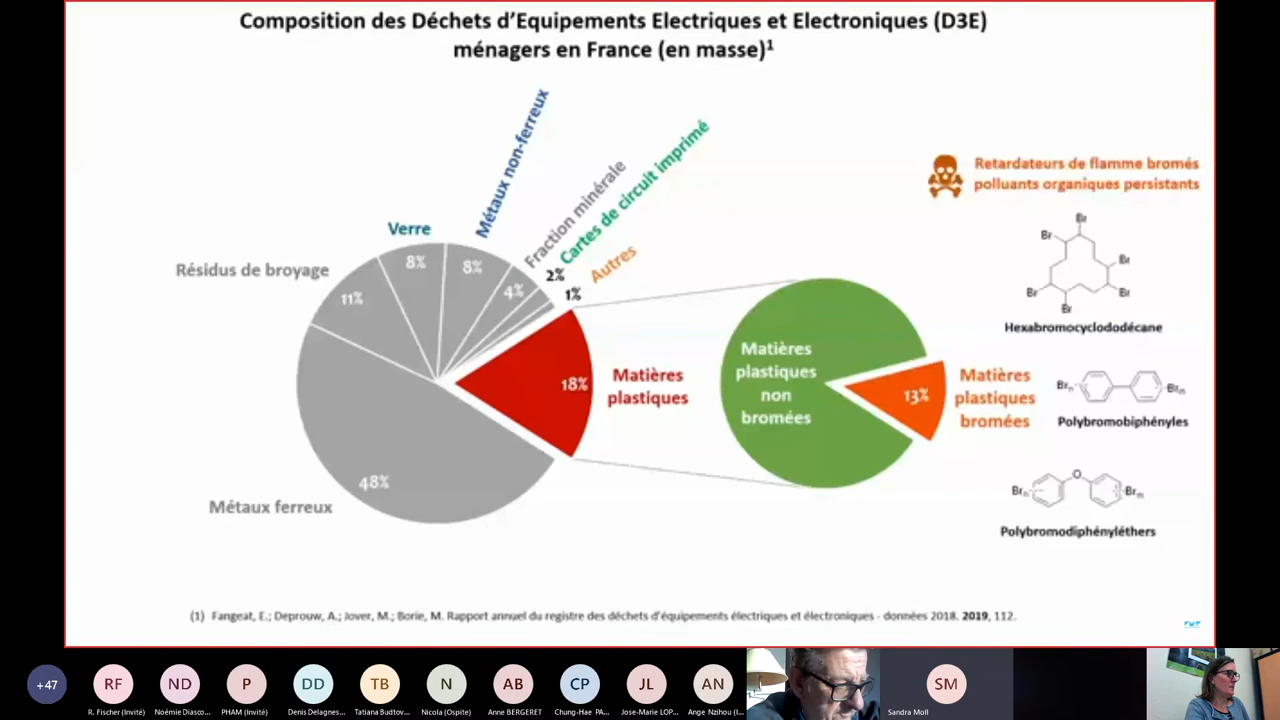 Composition des Déchets d'Equipements Electriques et Electroniques (D3E)
ménagers en France (en masse)¹
Métaux non-ferreux
Fraction minérale
Cartes de circuit imprimé
Autres
Verre
Résidus de broyage
8%
8%
11%
4%
2%
1%
18%
48%
Métaux ferreux
Matières
plastiques
Matières
plastiques
non
bromées
13%
Matières
plastiques
bromées
Retardateurs de flamme bromés
polluants organiques persistants
Br
Br
Br
Br
Br
Br
Hexabromocyclododécane
Brn
Brm
Polybromobiphényles
Brn
O
Brm
Polybromodiphényléthers
(1) Fangeat, E.; Deprouw, A.; Jover, M.; Borie, M. Rapport annuel du registre des déchets d'équipements électriques et électroniques - données 2018. 2019, 112.
+47
RF
ND
P
DD
TB
N
AB
CP
JL
AN
SM
R. Fischer (Invité)
Noémie Diasco...
PHAM (Invité)
Denis Delagnes...
Tatiana Budtov...
Nicola (Ospite)
Anne BERGERET
Chung-Hae PA...
Jose-Marie LOP...
Ange Nzihou (I...
Sandra Moll